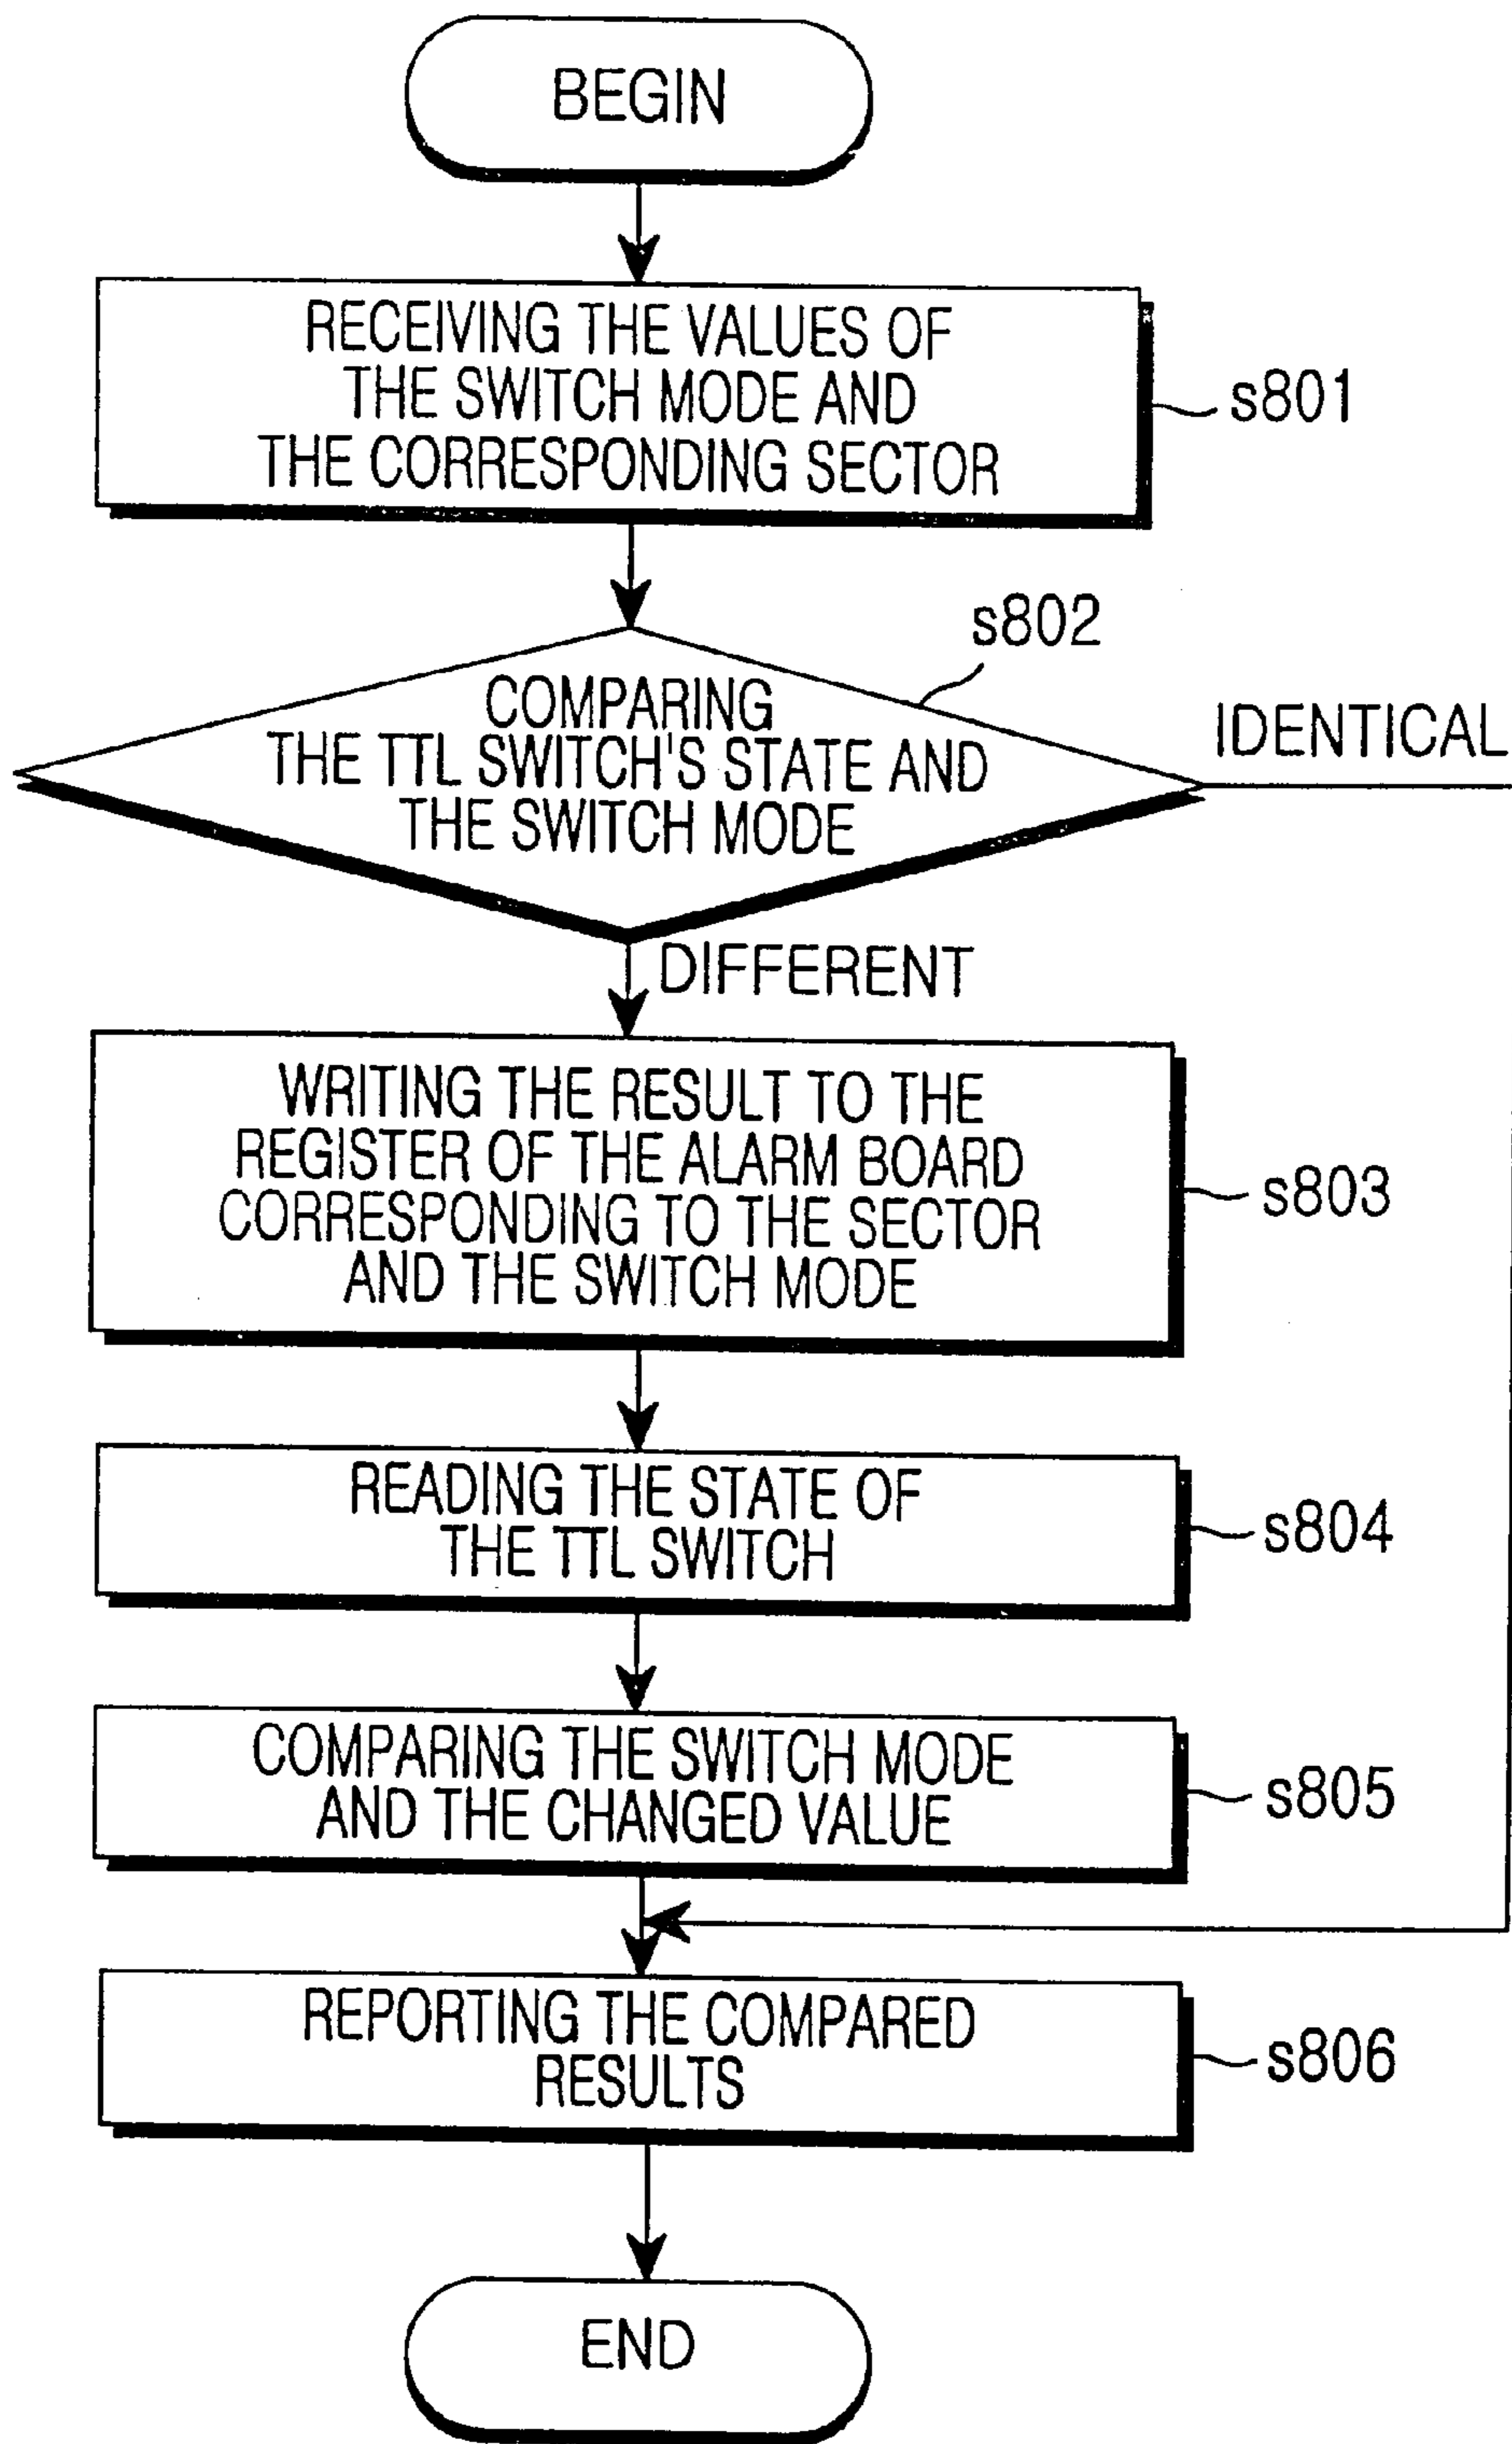 BEGIN
RECEIVING THE VALUES OF
THE SWITCH MODE AND
THE CORRESPONDING SECTOR
s801
s802
COMPARING
THE TTL SWITCH'S STATE AND
THE SWITCH MODE
IDENTICAL
DIFFERENT
WRITING THE RESULT TO THE
REGISTER OF THE ALARM BOARD
CORRESPONDING TO THE SECTOR
AND THE SWITCH MODE
s803
READING THE STATE OF
THE TTL SWITCH
s804
COMPARING THE SWITCH MODE
AND THE CHANGED VALUE
s805
REPORTING THE COMPARED
RESULTS
s806
END